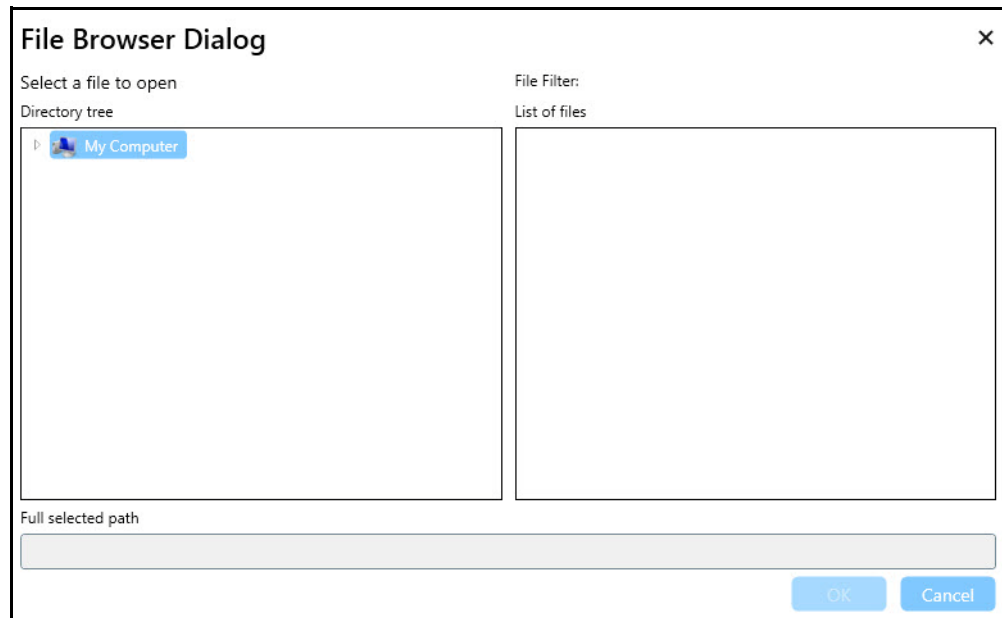 File Browser Dialog
Select a file to open
File Filter:
Directory tree
List of files
My Computer
Full selected path
OK
Cancel